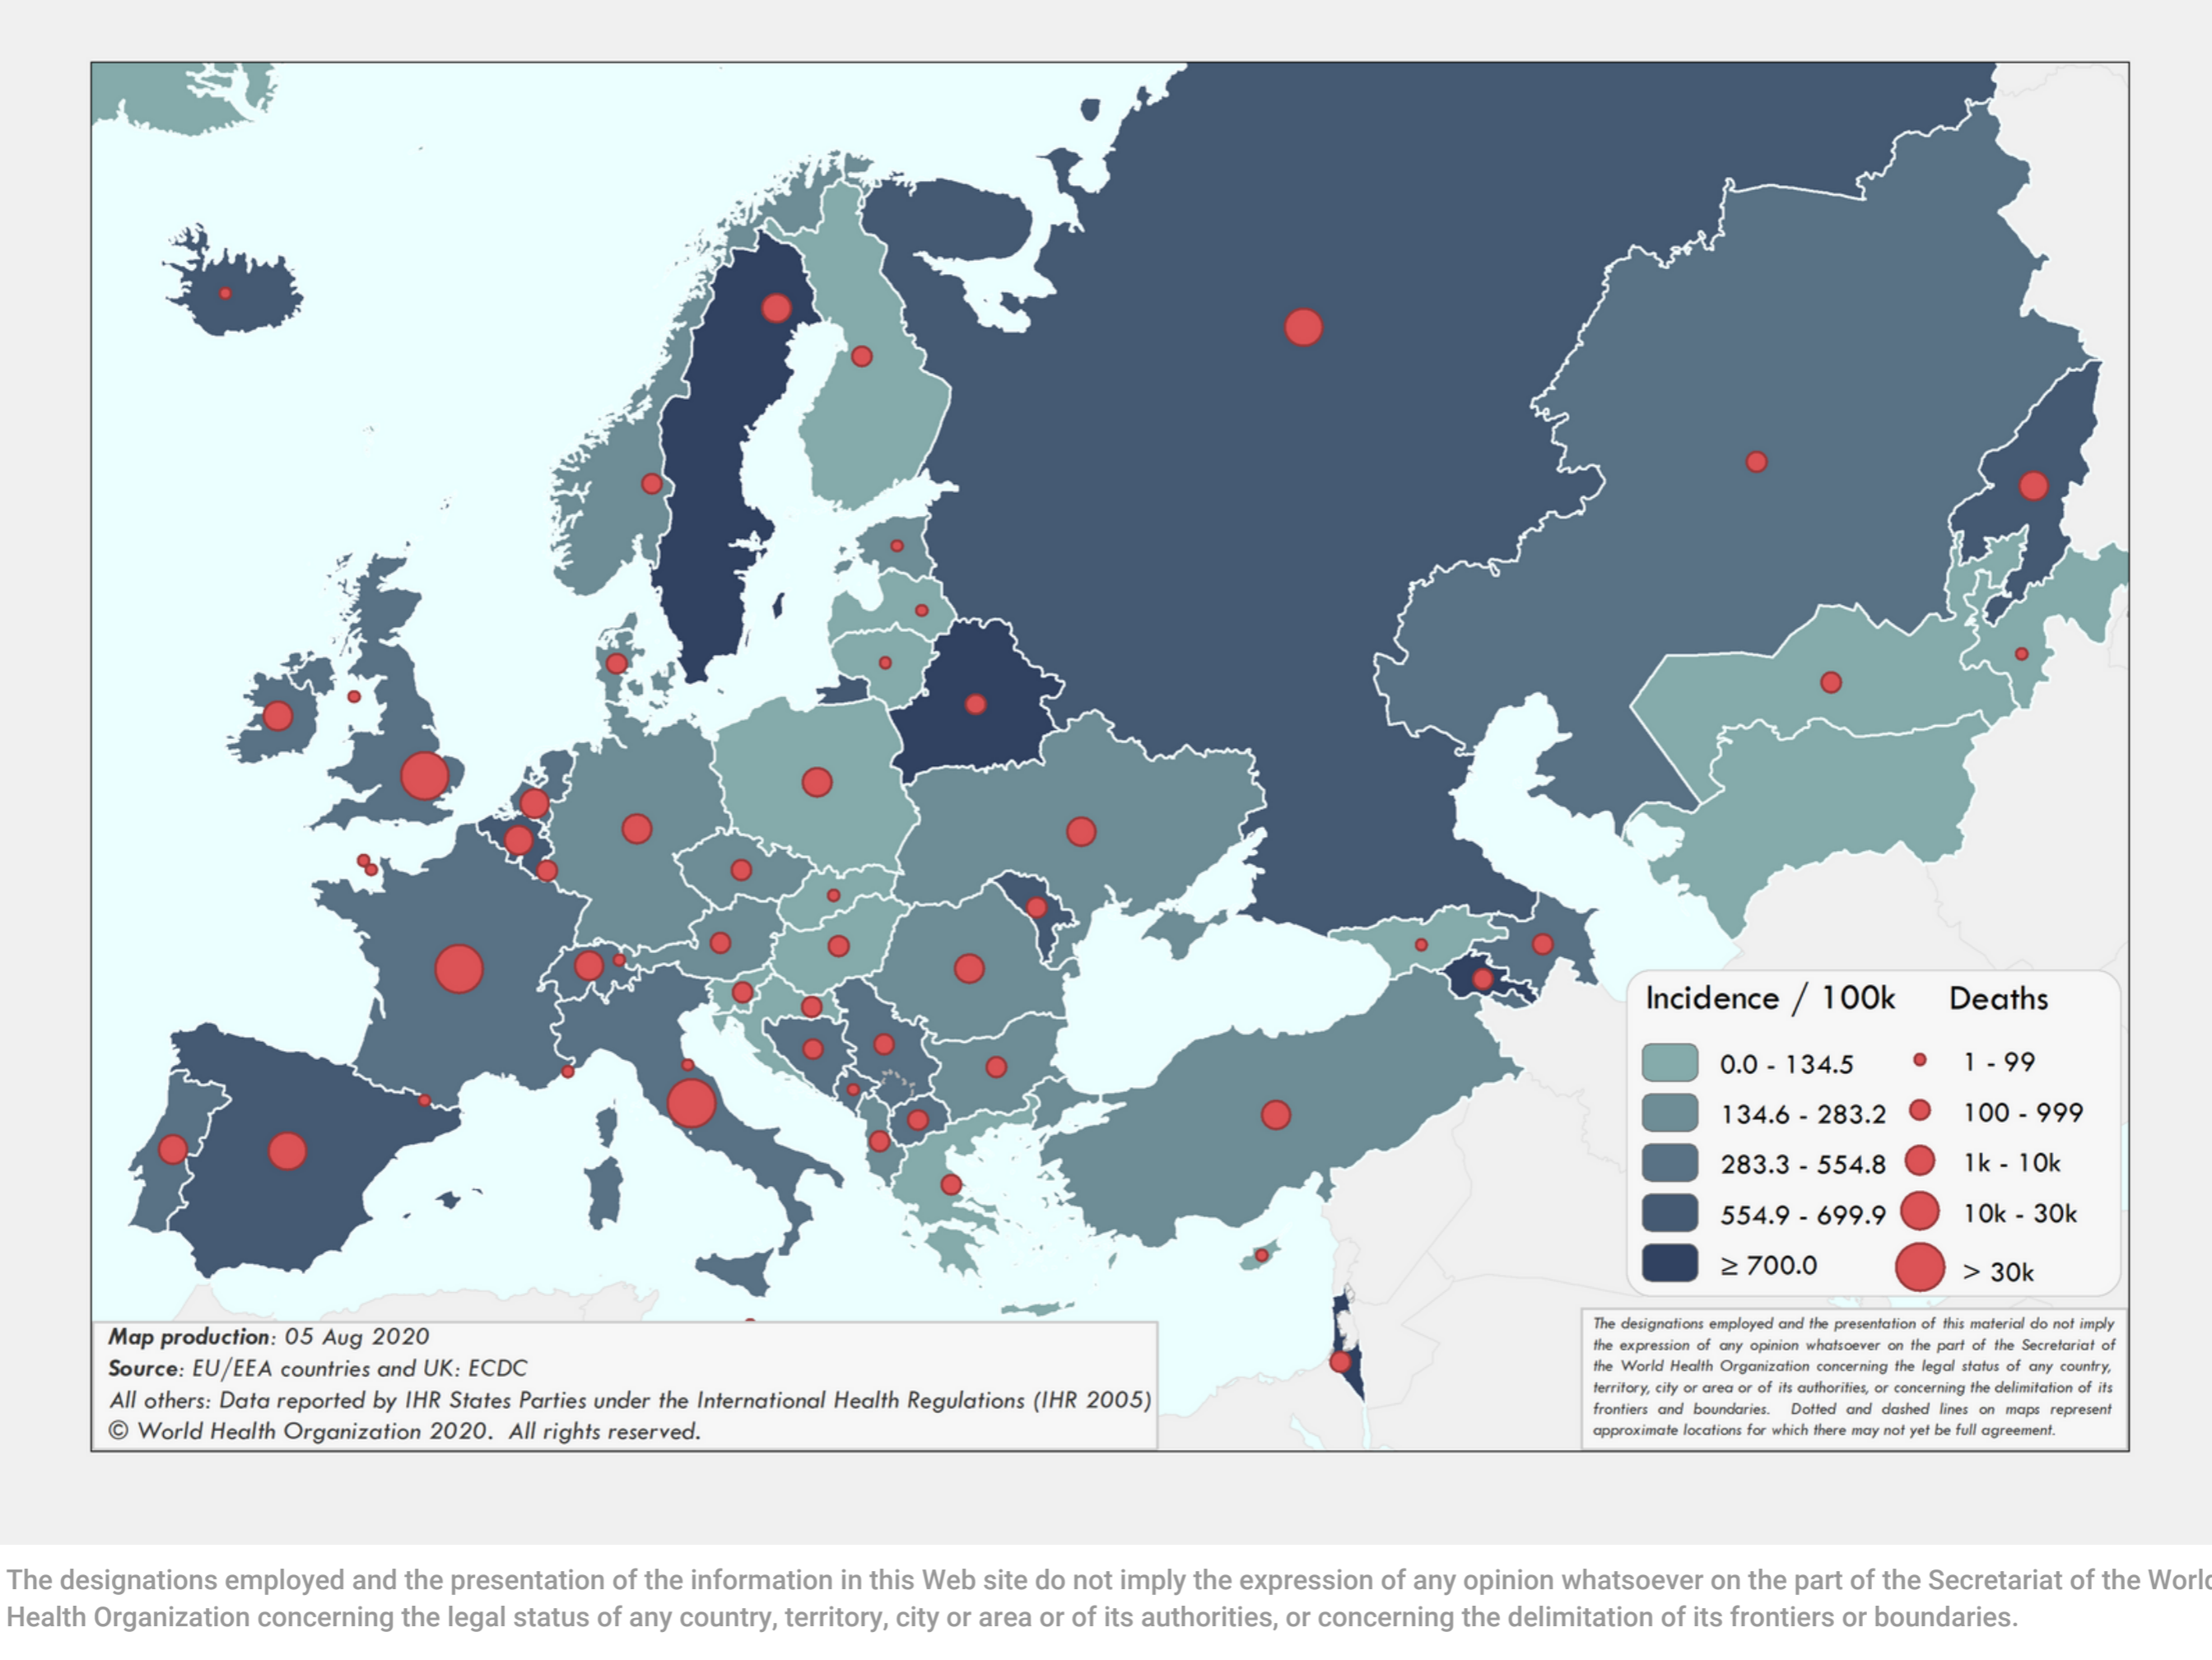 Incidence / 100k Deaths
0.0 - 134.5 1 - 99
134.6 - 283.2 100 - 999
283.3 - 554.8 1k - 10k
554.9 - 699.9 10k - 30k
≥ 700.0 > 30k
Map production: 05 Aug 2020
Source: EU/EEA countries and UK: ECDC
All others: Data reported by IHR States Parties under the International Health Regulations (IHR 2005)
© World Health Organization 2020. All rights reserved.
The designations employed and the presentation of this material do not imply
the expression of any opinion whatsoever on the part of the Secretariat of
the World Health Organization concerning the legal status of any country,
territory, city or area or of its authorities, or concerning the delimitation of its
frontiers and boundaries. Dotted and dashed lines on maps represent
approximate locations for which there may not yet be full agreement.
The designations employed and the presentation of the information in this Web site do not imply the expression of any opinion whatsoever on the part of the Secretariat of the World
Health Organization concerning the legal status of any country, territory, city or area or of its authorities, or concerning the delimitation of its frontiers or boundaries.